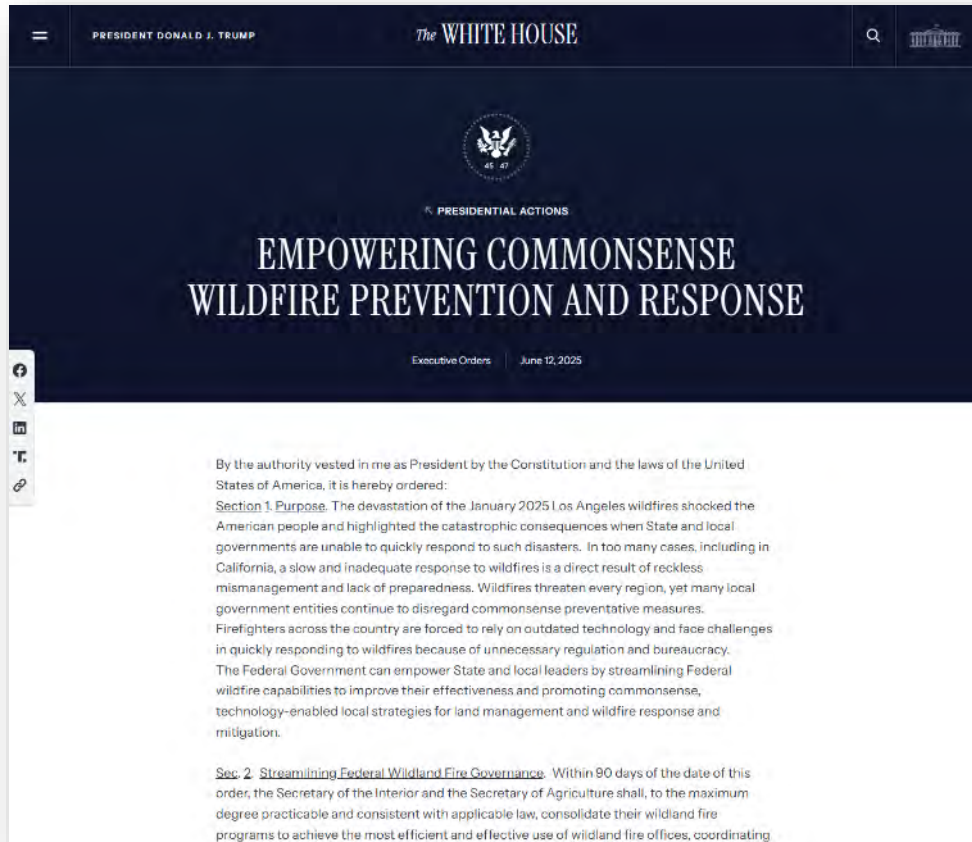 PRESIDENT DONALD J. TRUMP
The WHITE HOUSE
45 47
PRESIDENTIAL ACTIONS
EMPOWERING COMMONSENSE
WILDFIRE PREVENTION AND RESPONSE
Executive Orders
June 12, 2025
By the authority vested in me as President by the Constitution and the laws of the United
States of America, it is hereby ordered:
Section 1. Purpose. The devastation of the January 2025 Los Angeles wildfires shocked the
American people and highlighted the catastrophic consequences when State and local
governments are unable to quickly respond to such disasters. In too many cases, including in
California, a slow and inadequate response to wildfires is a direct result of reckless
mismanagement and lack of preparedness. Wildfires threaten every region, yet many local
government entities continue to disregard commonsense preventative measures.
Firefighters across the country are forced to rely on outdated technology and face challenges
in quickly responding to wildfires because of unnecessary regulation and bureaucracy.
The Federal Government can empower State and local leaders by streamlining Federal
wildfire capabilities to improve their effectiveness and promoting commonsense,
technology-enabled local strategies for land management and wildfire response and
mitigation.
Sec. 2. Streamlining Federal Wildland Fire Governance. Within 90 days of the date of this
order, the Secretary of the Interior and the Secretary of Agriculture shall, to the maximum
degree practicable and consistent with applicable law, consolidate their wildland fire
programs to achieve the most efficient and effective use of wildland fire offices, coordinating